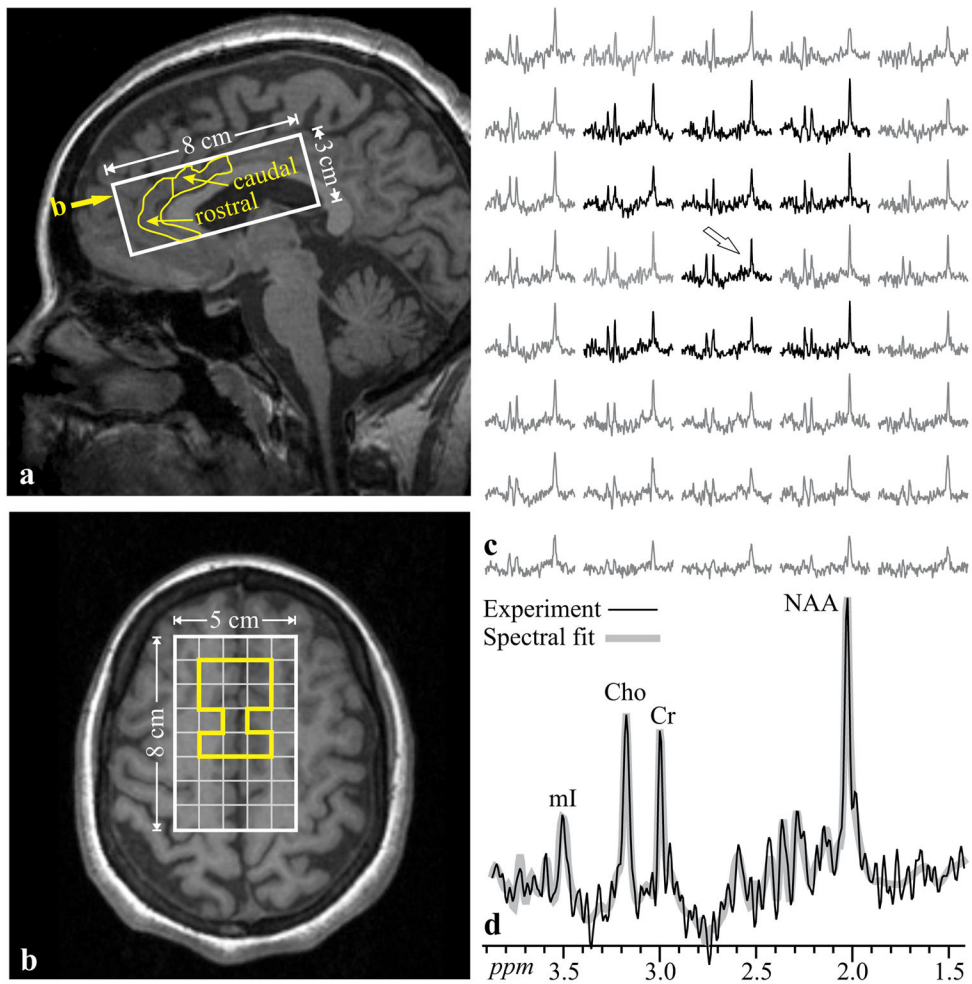 8 cm
3 cm
b
caudal
rostral
a
5 cm
8 cm
b
c
Experiment
Spectral fit
NAA
Cho
Cr
mI
d
ppm 3.5 3.0 2.5 2.0 1.5